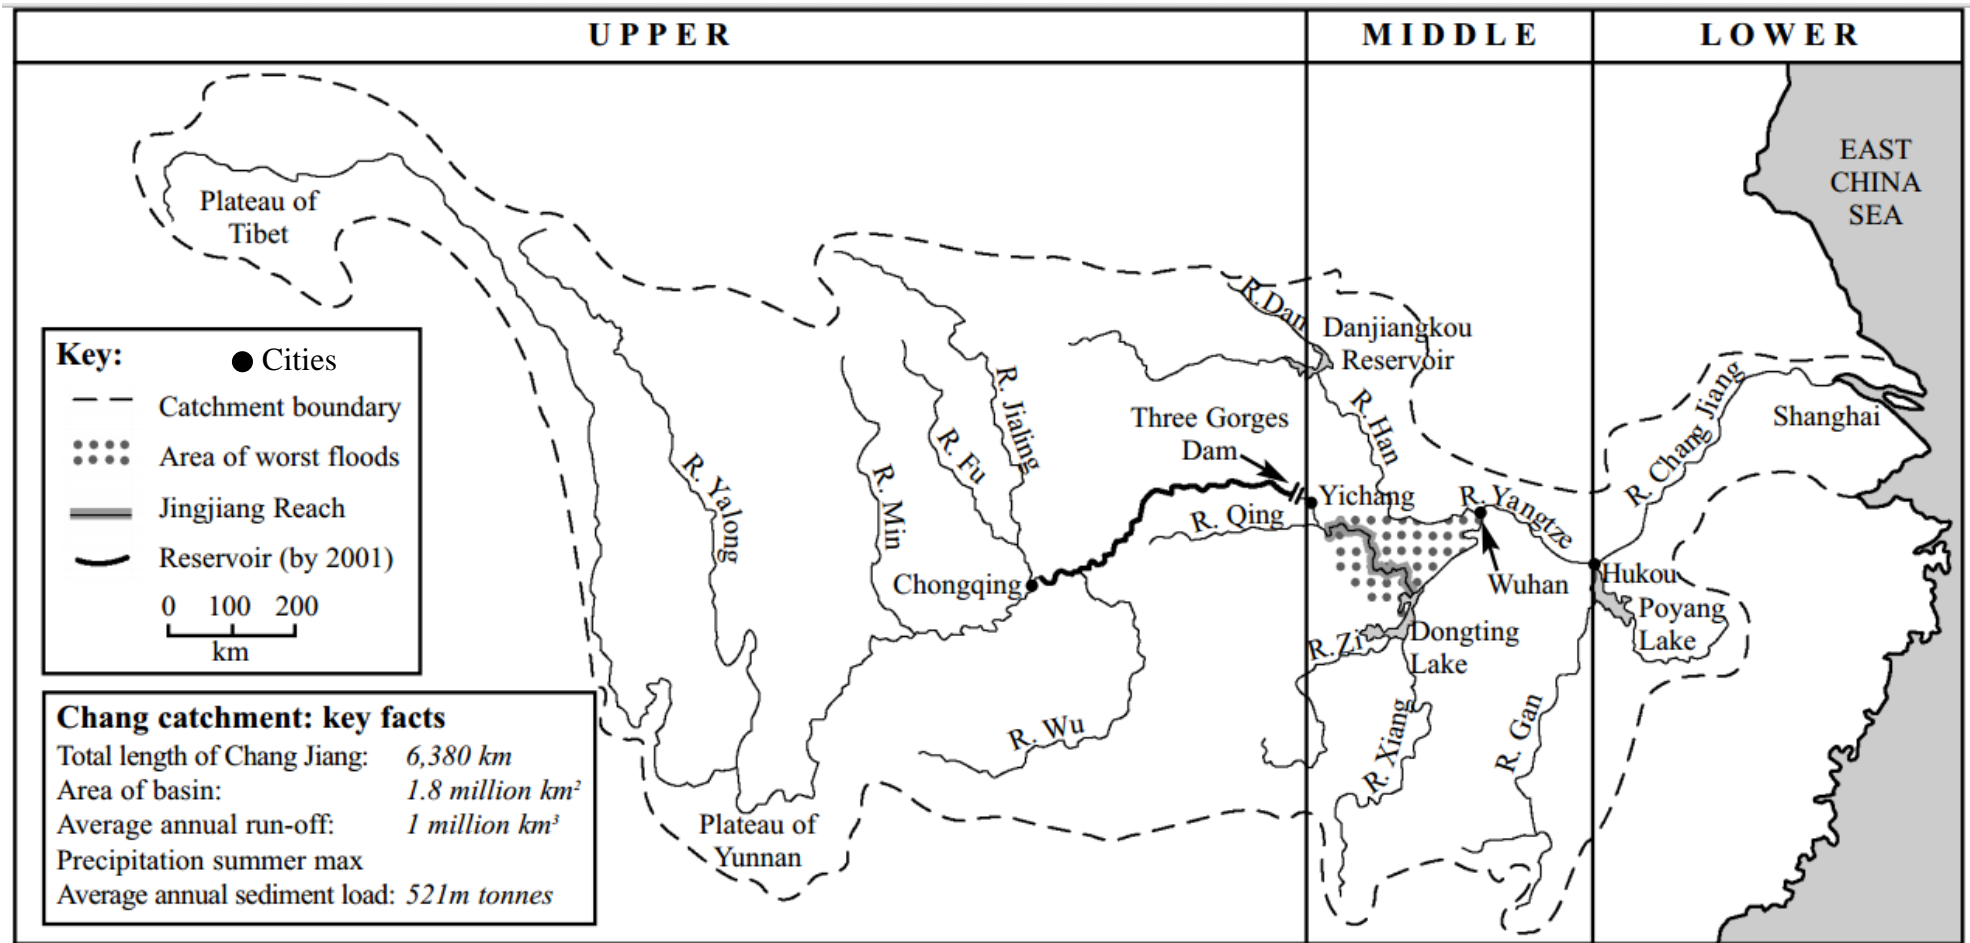 UPPER
MIDDLE
LOWER
EAST
CHINA
SEA
Plateau of
Tibet
R.Dan
Danjiangkou
Reservoir
R. Han
R. Jialing
R. Fu
R. Min
R. Yalong
Three Gorges
Dam
Yichang
R. Qing
R. Yangtze
R. Chang Jiang
Shanghai
Chongqing
Wuhan
Hukou
Poyang
Lake
R.Zi
Dongting
Lake
R. Wu
R. Xiang
R. Gan
Plateau of
Yunnan
Key:
Cities
Catchment boundary
Area of worst floods
Jingjiang Reach
Reservoir (by 2001)
0 100 200
km
Chang catchment: key facts
Total length of Chang Jiang: 6,380 km
Area of basin: 1.8 million km²
Average annual run-off: 1 million km³
Precipitation summer max
Average annual sediment load: 521m tonnes